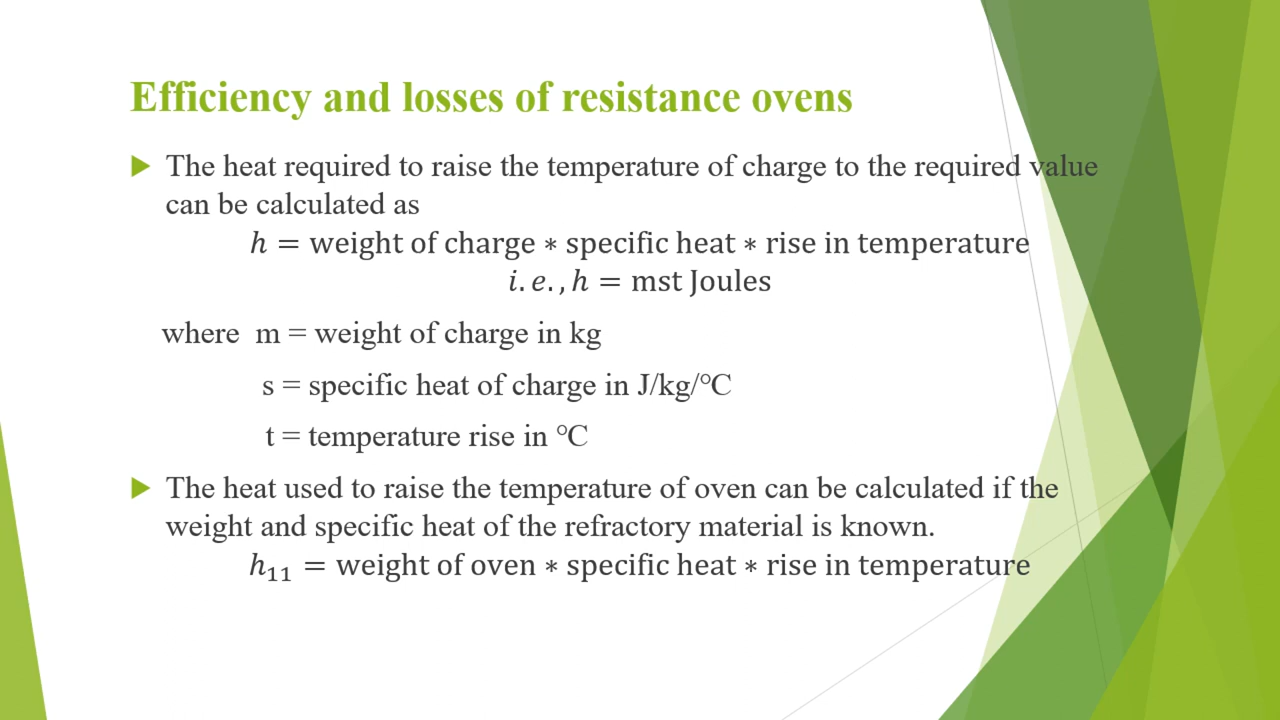 Efficiency and losses of resistance ovens
The heat required to raise the temperature of charge to the required value
can be calculated as
ℎ = weight of charge ∗ specific heat ∗ rise in temperature
i. e. , ℎ = mst Joules
where m = weight of charge in kg
s = specific heat of charge in J/kg/°C
t = temperature rise in °C
The heat used to raise the temperature of oven can be calculated if the
weight and specific heat of the refractory material is known.
ℎ₁₁ = weight of oven ∗ specific heat ∗ rise in temperature